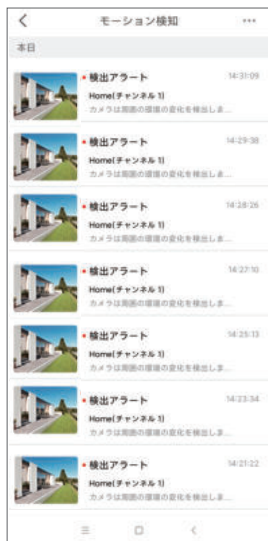 モーション検知
本日
検出アラート 14:31:09
Home(チャンネル 1)
カメラは周囲の環境の変化を検出しま...
検出アラート 14:29:38
Home(チャンネル 1)
カメラは周囲の環境の変化を検出しま...
検出アラート 14:28:26
Home(チャンネル 1)
カメラは周囲の環境の変化を検出しま...
検出アラート 14:27:10
Home(チャンネル 1)
カメラは周囲の環境の変化を検出しま...
検出アラート 14:25:13
Home(チャンネル 1)
カメラは周囲の環境の変化を検出しま...
検出アラート 14:23:34
Home(チャンネル 1)
カメラは周囲の環境の変化を検出しま...
検出アラート 14:21:22
Home(チャンネル 1)
カメラは周囲の環境の変化を検出しま...